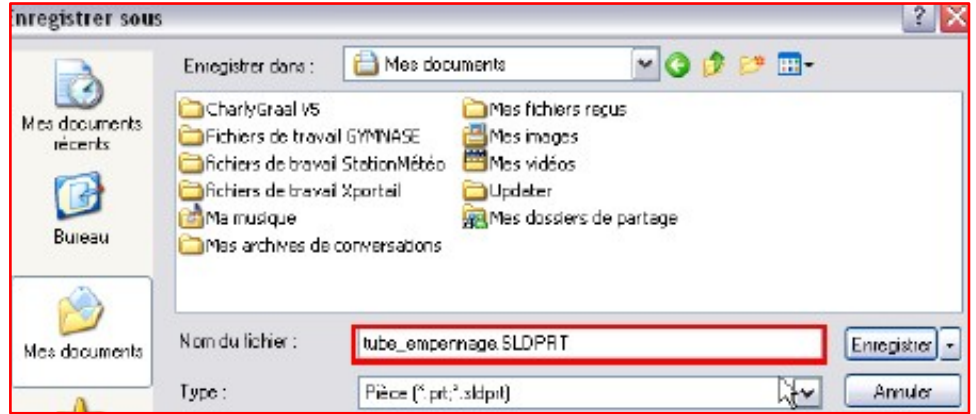 Enregistrer sous
Enregistrer dans :
Mes documents
Mes documents
récents
Bureau
Mes documents
CharlyGraal V5
Fichiers de travail GYMNASE
fichiers de travail StationMétéo
fichiers de travail Xportail
Ma musique
Mes archives de conversations
Mes fichiers reçus
Mes images
Mes vidéos
Updater
Mes dossiers de partage
Nom du fichier :
tube_empennage.SLDPRT
Enregistrer
Type :
Pièce (*.prt;*.sldprt)
Annuler